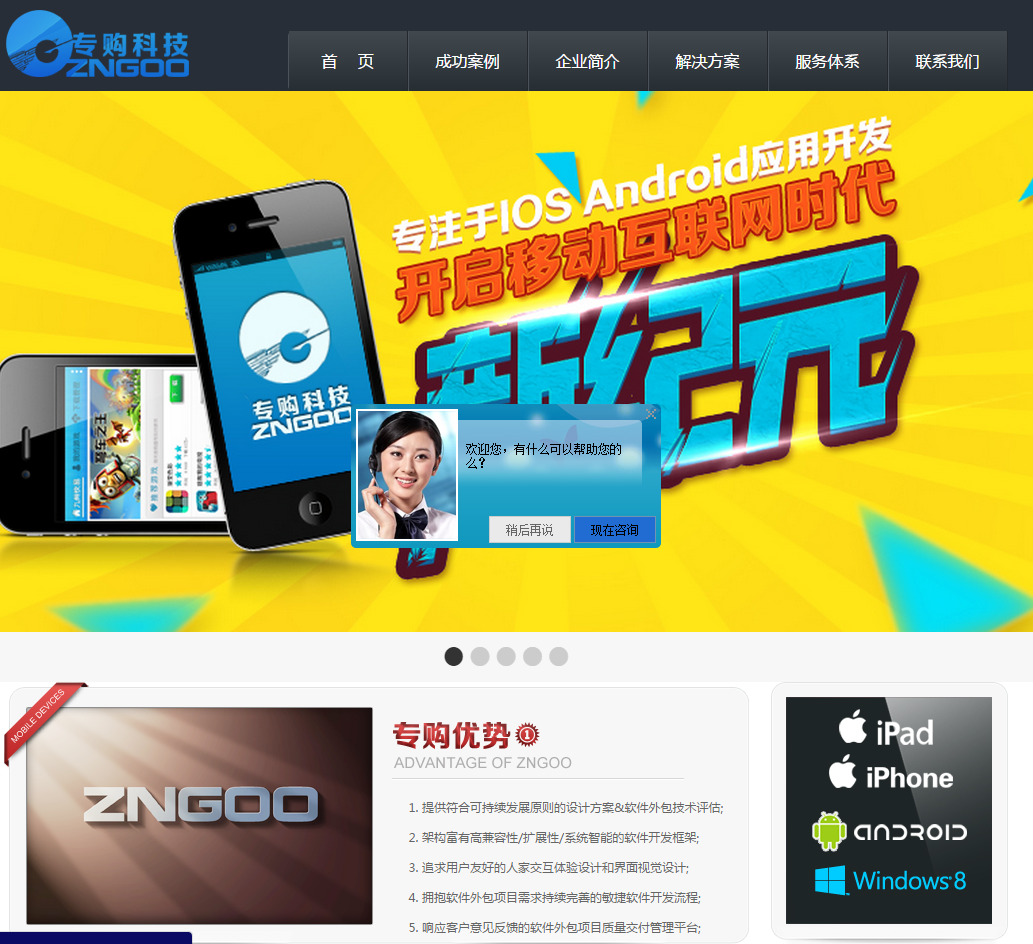 专购科技
ZNGOO
首 页
成功案例
企业简介
解决方案
服务体系
联系我们
专注于IOS Android应用开发
开启移动互联网时代
新纪元
专购科技
ZNGOO
欢迎您，有什么可以帮助您的
么？
稍后再说
现在咨询
MOBILE DEVICES
ZNGOO
专购优势 1
ADVANTAGE OF ZNGOO
1. 提供符合可持续发展原则的设计方案&软件外包技术评估;
2. 架构富有高兼容性/扩展性/系统智能的软件开发框架;
3. 追求用户友好的人家交互体验设计和界面视觉设计;
4. 拥抱软件外包项目需求持续完善的敏捷软件开发流程;
5. 响应客户意见反馈的软件外包项目质量交付管理平台;
iPad
iPhone
ANDROID
Windows 8